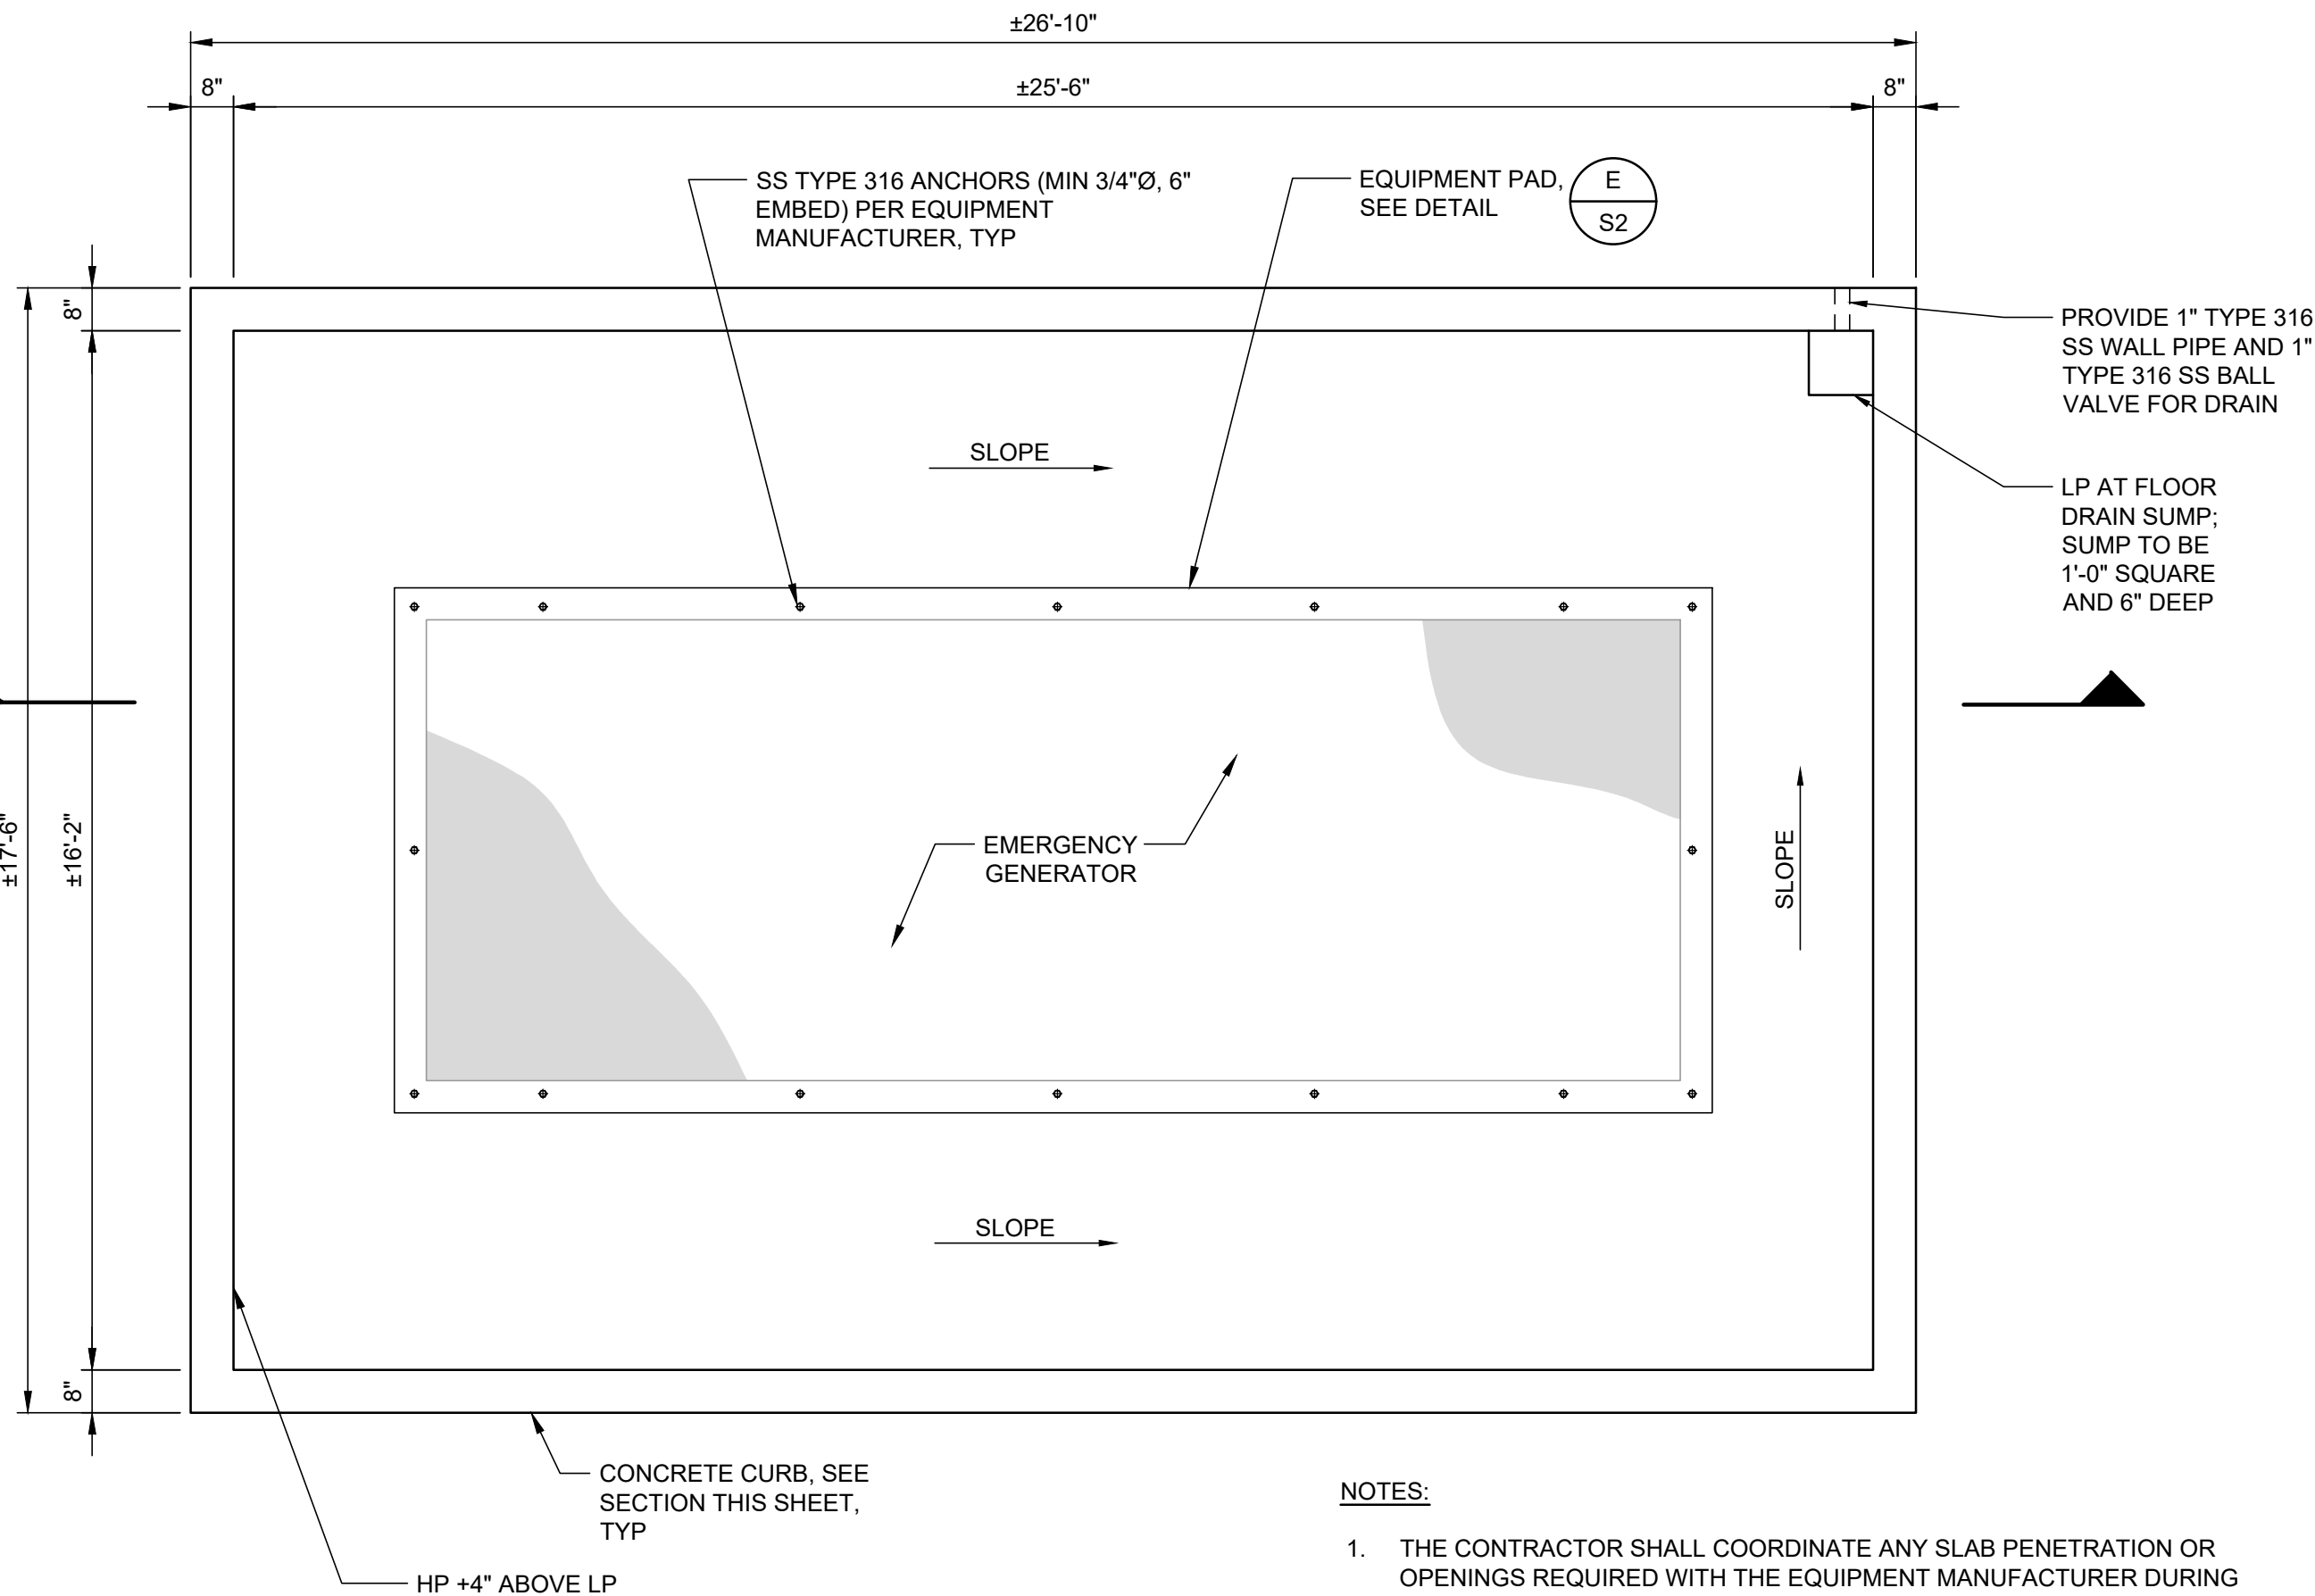 ±26'-10"
8"
±25'-6"
8"
SS TYPE 316 ANCHORS (MIN 3/4"Ø, 6"
EMBED) PER EQUIPMENT
MANUFACTURER, TYP
EQUIPMENT PAD,
SEE DETAIL
E
S2
8"
PROVIDE 1" TYPE 316
SS WALL PIPE AND 1"
TYPE 316 SS BALL
VALVE FOR DRAIN
SLOPE
LP AT FLOOR
DRAIN SUMP;
SUMP TO BE
1'-0" SQUARE
AND 6" DEEP
±17'-6"
±16'-2"
EMERGENCY
GENERATOR
SLOPE
SLOPE
8"
CONCRETE CURB, SEE
SECTION THIS SHEET,
TYP
HP +4" ABOVE LP
NOTES:
1. THE CONTRACTOR SHALL COORDINATE ANY SLAB PENETRATION OR
OPENINGS REQUIRED WITH THE EQUIPMENT MANUFACTURER DURING